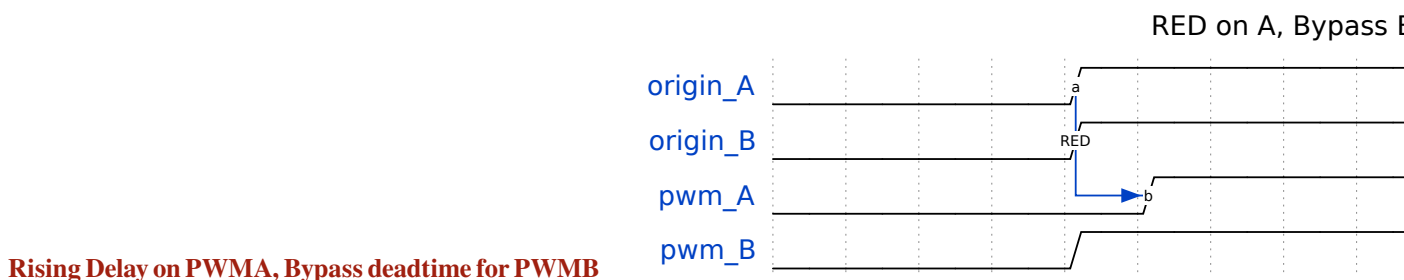 RED on A, Bypass
origin_A
a
origin_B
RED
pwm_A
b
pwm_B
Rising Delay on PWMA, Bypass deadtime for PWMB